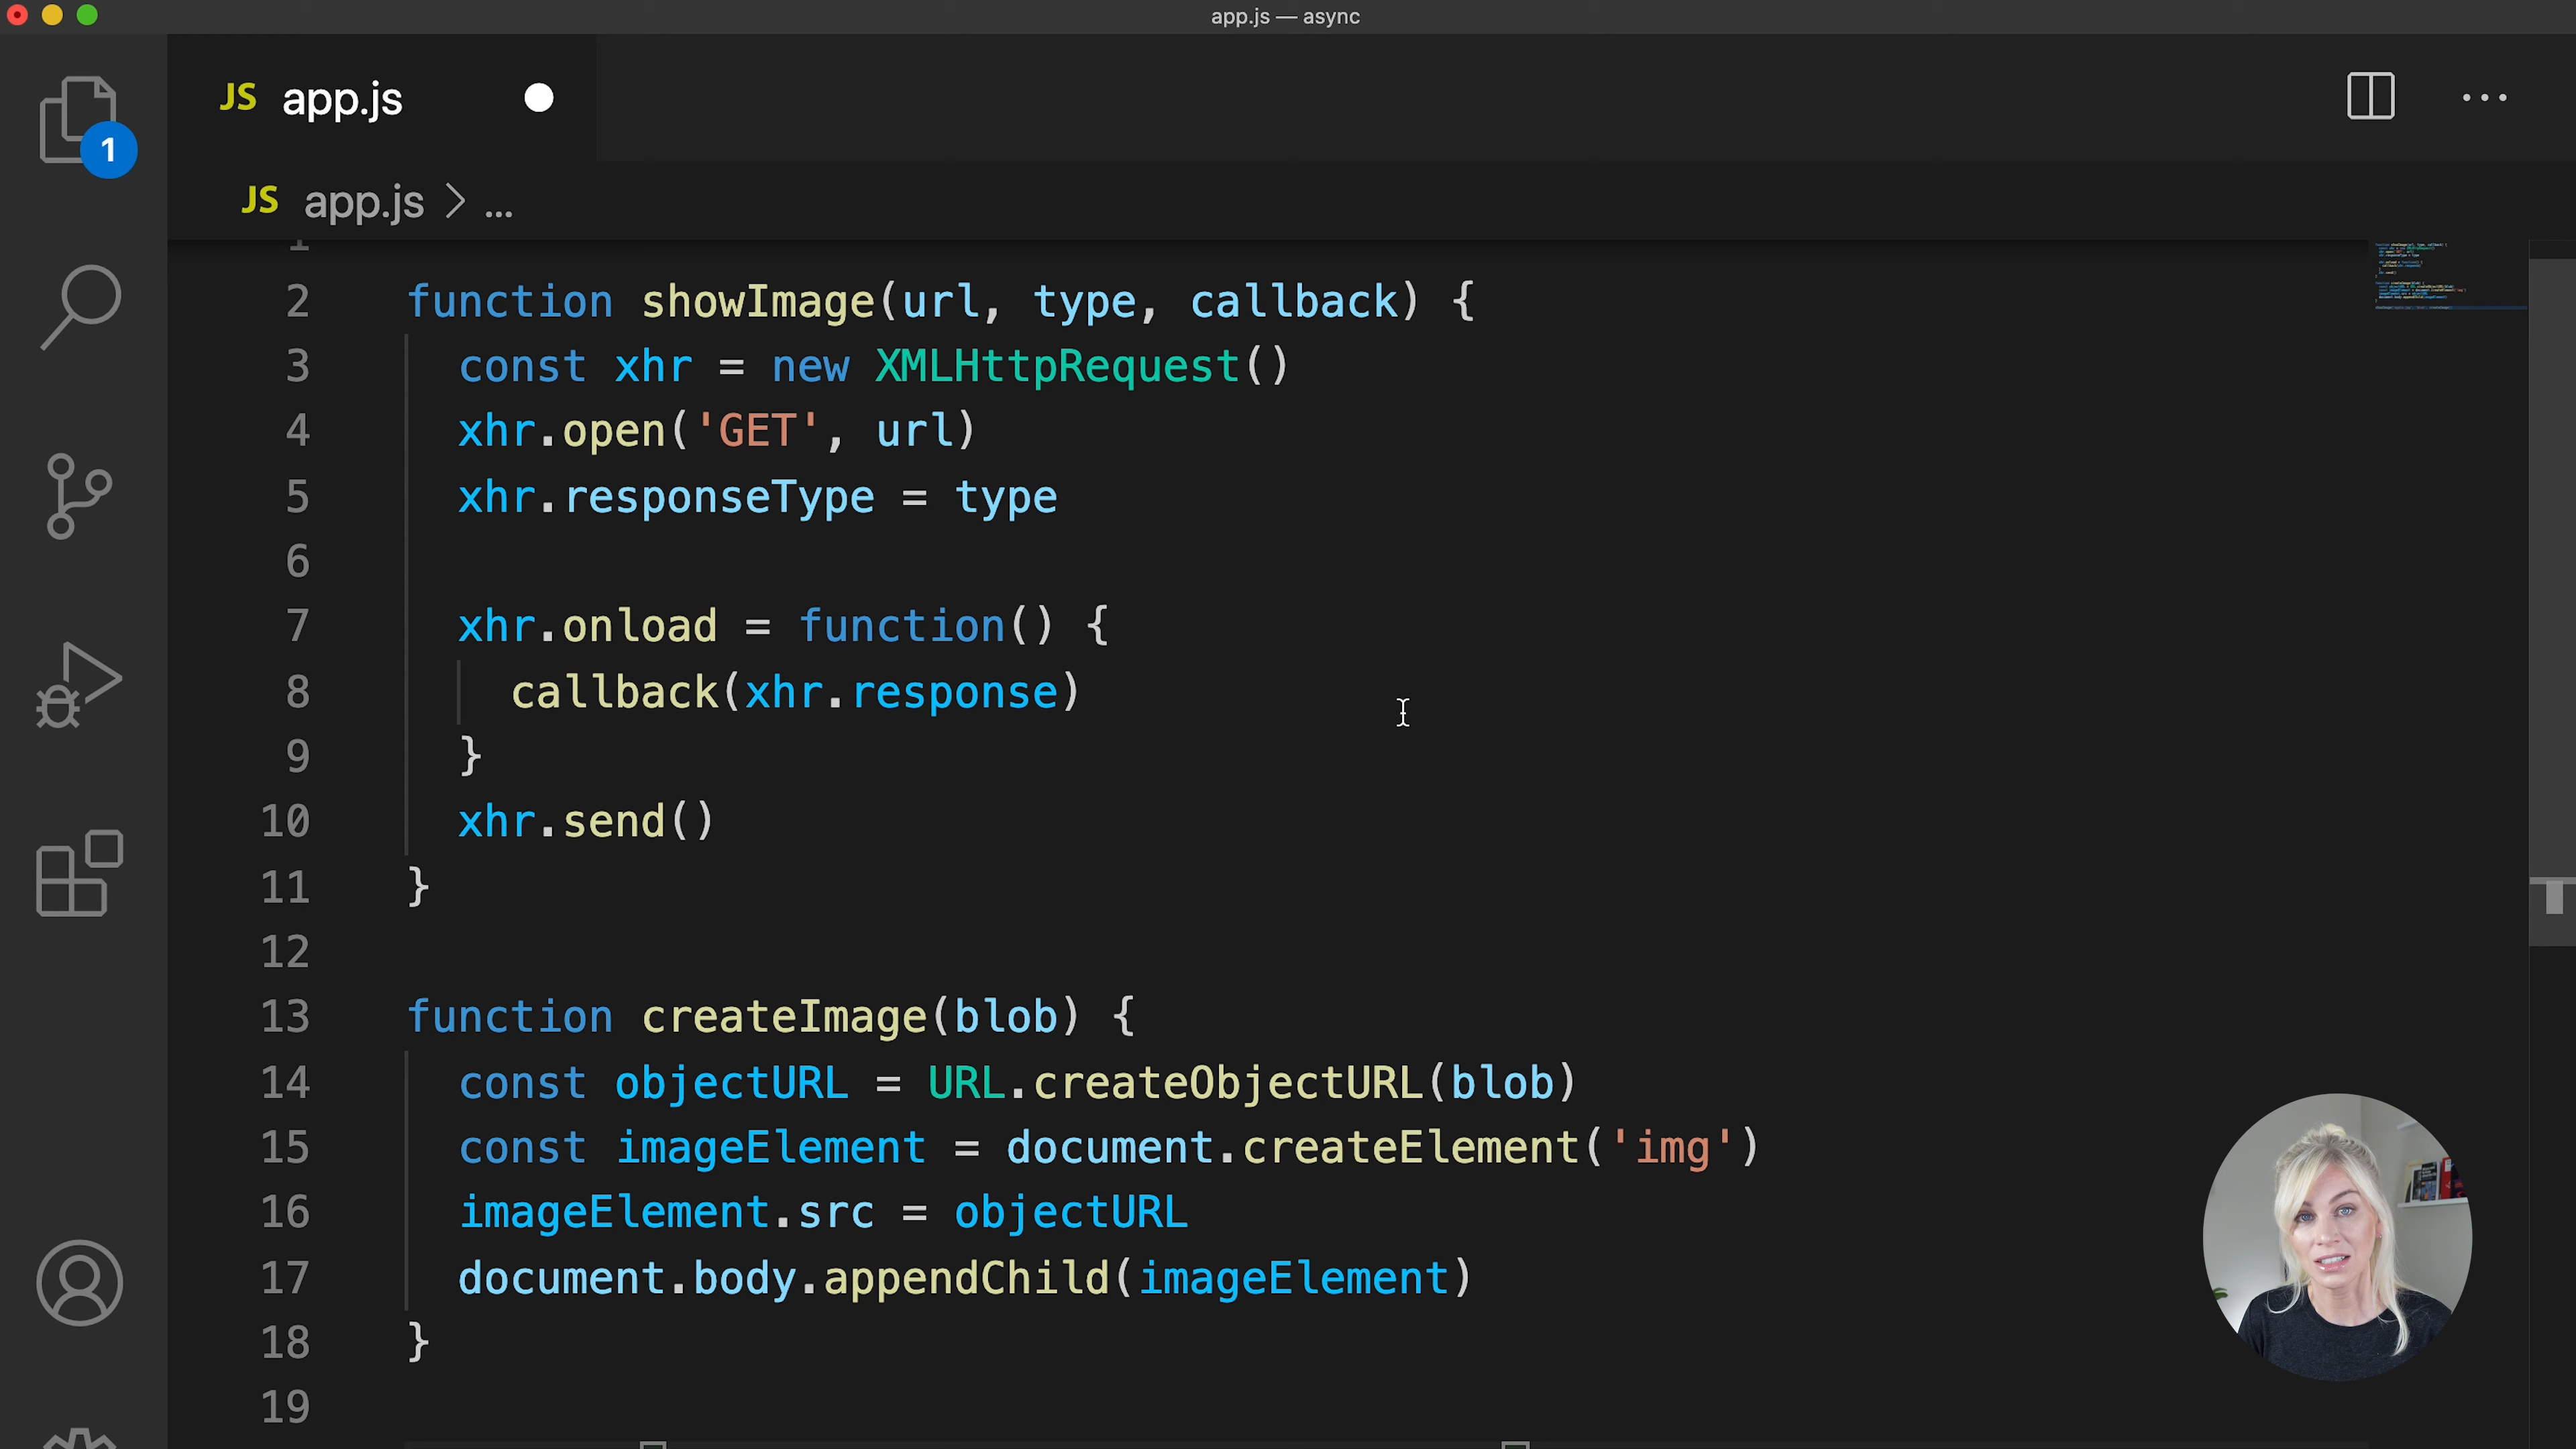 app.js — async
JS app.js
1
JS app.js > ...
1
2 function showImage(url, type, callback) {
3 const xhr = new XMLHttpRequest()
4 xhr.open('GET', url)
5 xhr.responseType = type
6
7 xhr.onload = function() {
8 callback(xhr.response)
9 }
10 xhr.send()
11 }
12
13 function createImage(blob) {
14 const objectURL = URL.createObjectURL(blob)
15 const imageElement = document.createElement('img')
16 imageElement.src = objectURL
17 document.body.appendChild(imageElement)
18 }
19